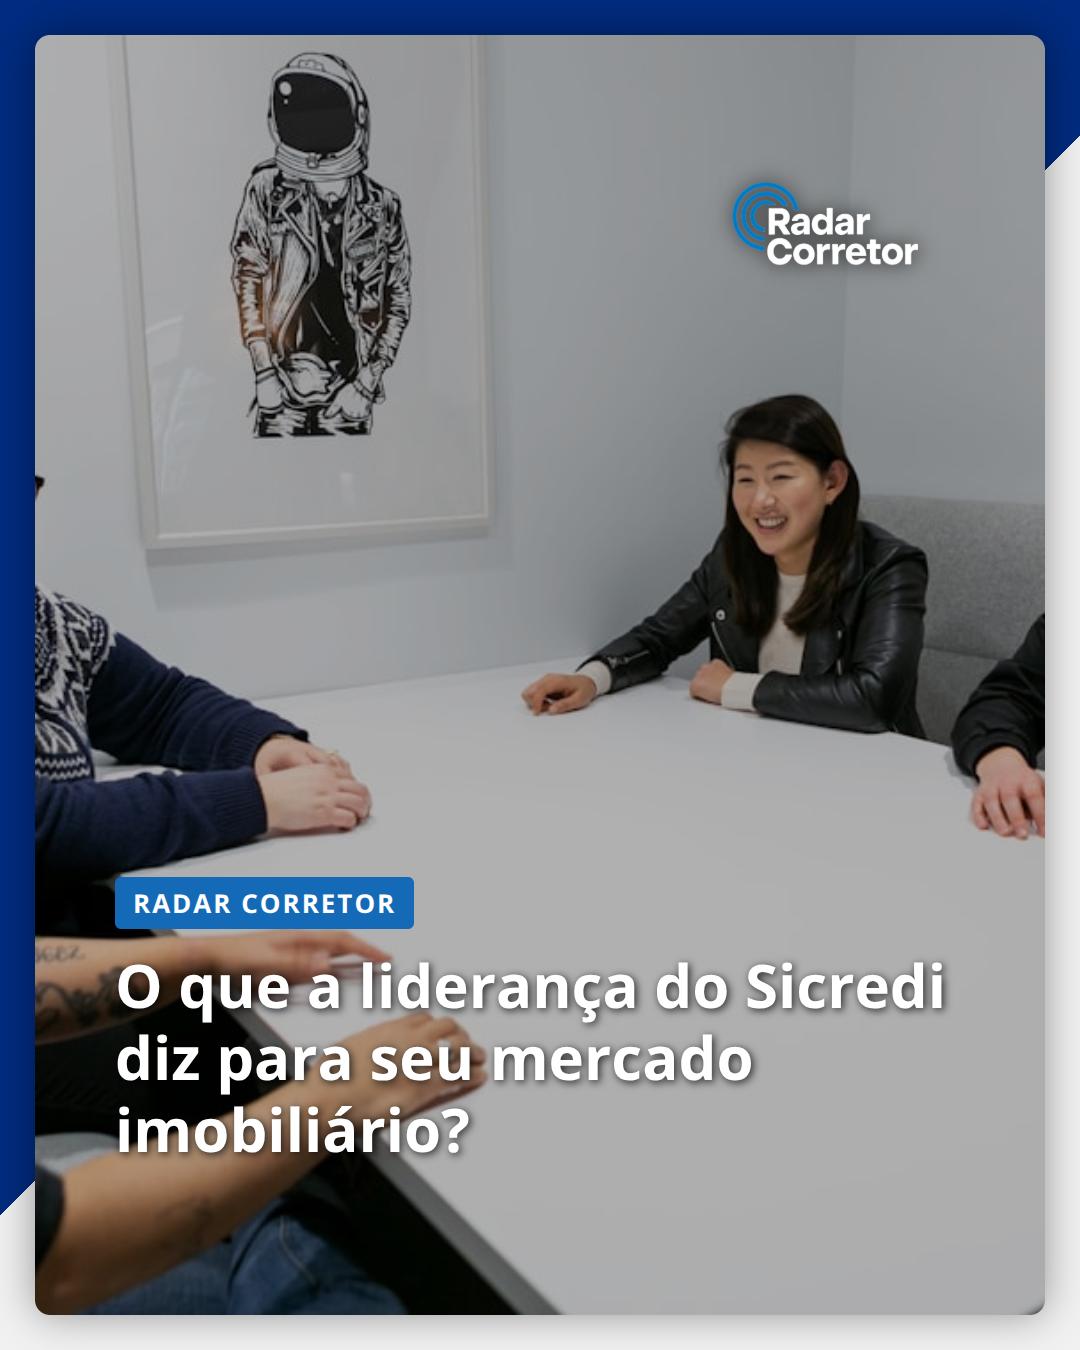 Radar
Corretor
RADAR CORRETOR
O que a liderança do Sicredi
diz para seu mercado
imobiliário?